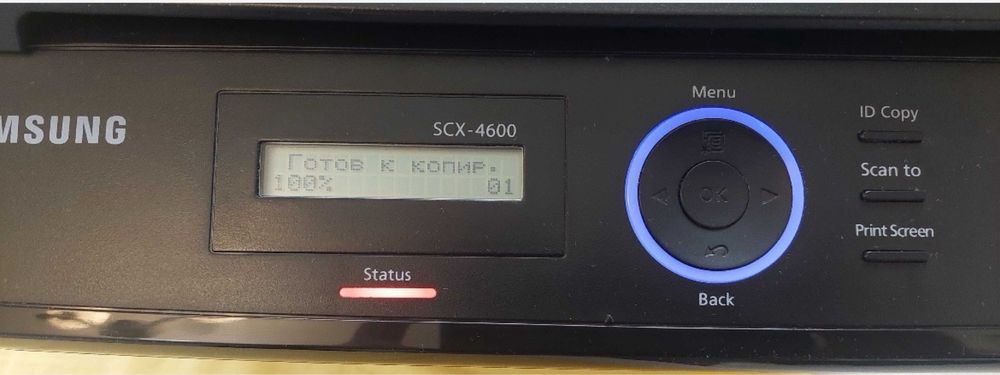 MSUNG
SCX-4600
Готов к копир.
100% 01
Status
Menu
OK
Back
ID Copy
Scan to
Print Screen